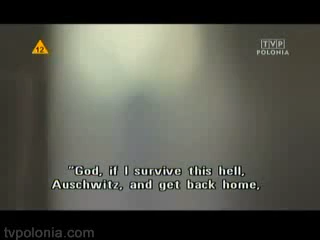 12
TVP
POLONIA
"God, if I survive this hell,
Auschwitz, and get back home,
tvpolonia.com